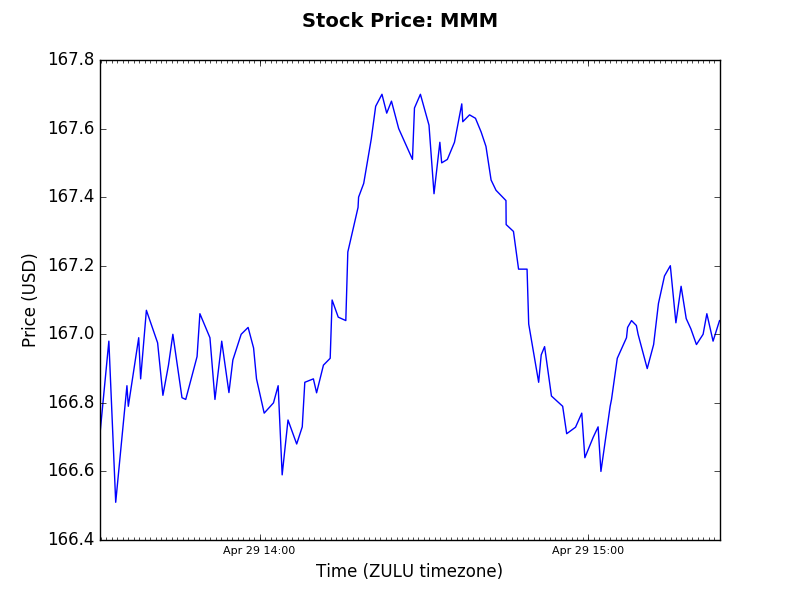 Stock Price: MMM
167.8
167.6
167.4
167.2
167.0
166.8
166.6
166.4
Price (USD)
Apr 29 14:00
Apr 29 15:00
Time (ZULU timezone)